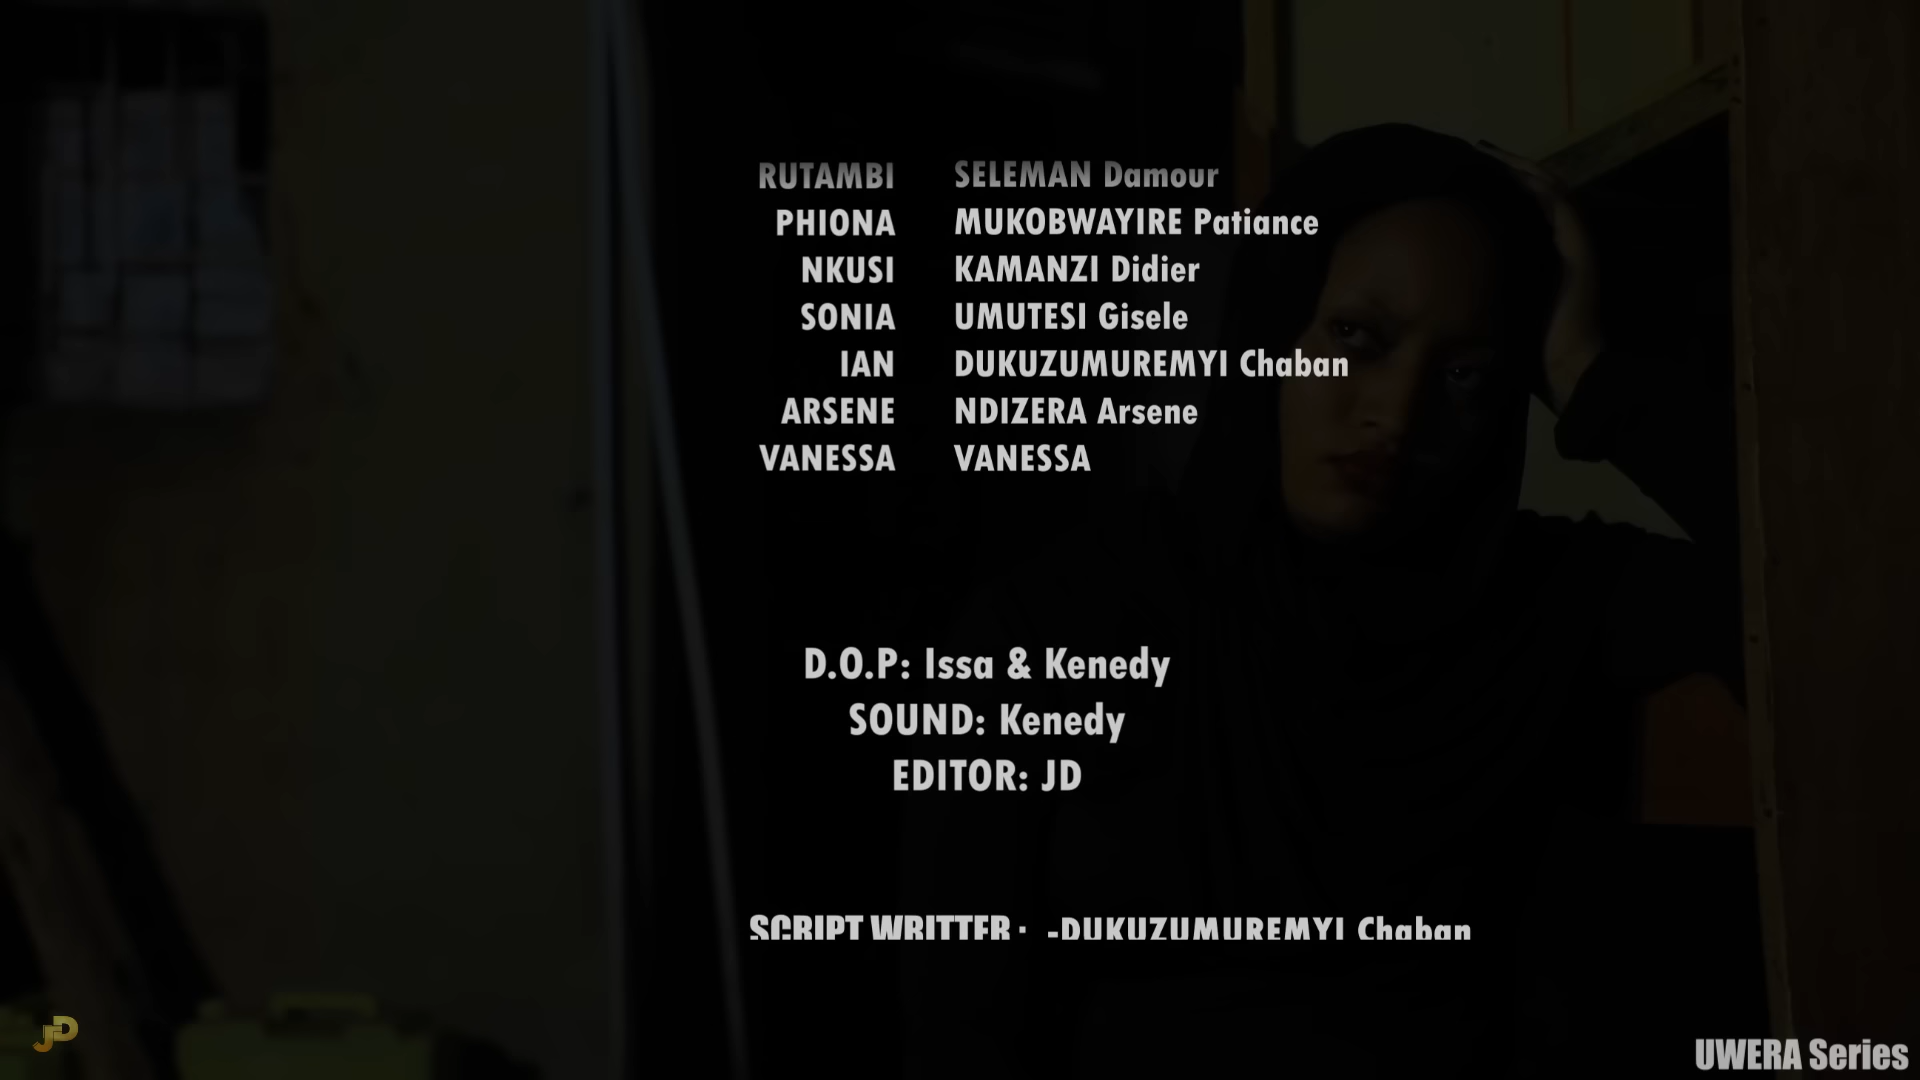 RUTAMBI SELEMAN Damour
PHIONA MUKOBWAYIRE Patiance
NKUSI KAMANZI Didier
SONIA UMUTESI Gisele
IAN DUKUZUMUREMYI Chaban
ARSENE NDIZERA Arsene
VANESSA VANESSA
D.O.P: Issa & Kenedy
SOUND: Kenedy
EDITOR: JD
SCRIPT WRITTER: -DUKUZUMUREMYI Chaban
JD
UWERA Series